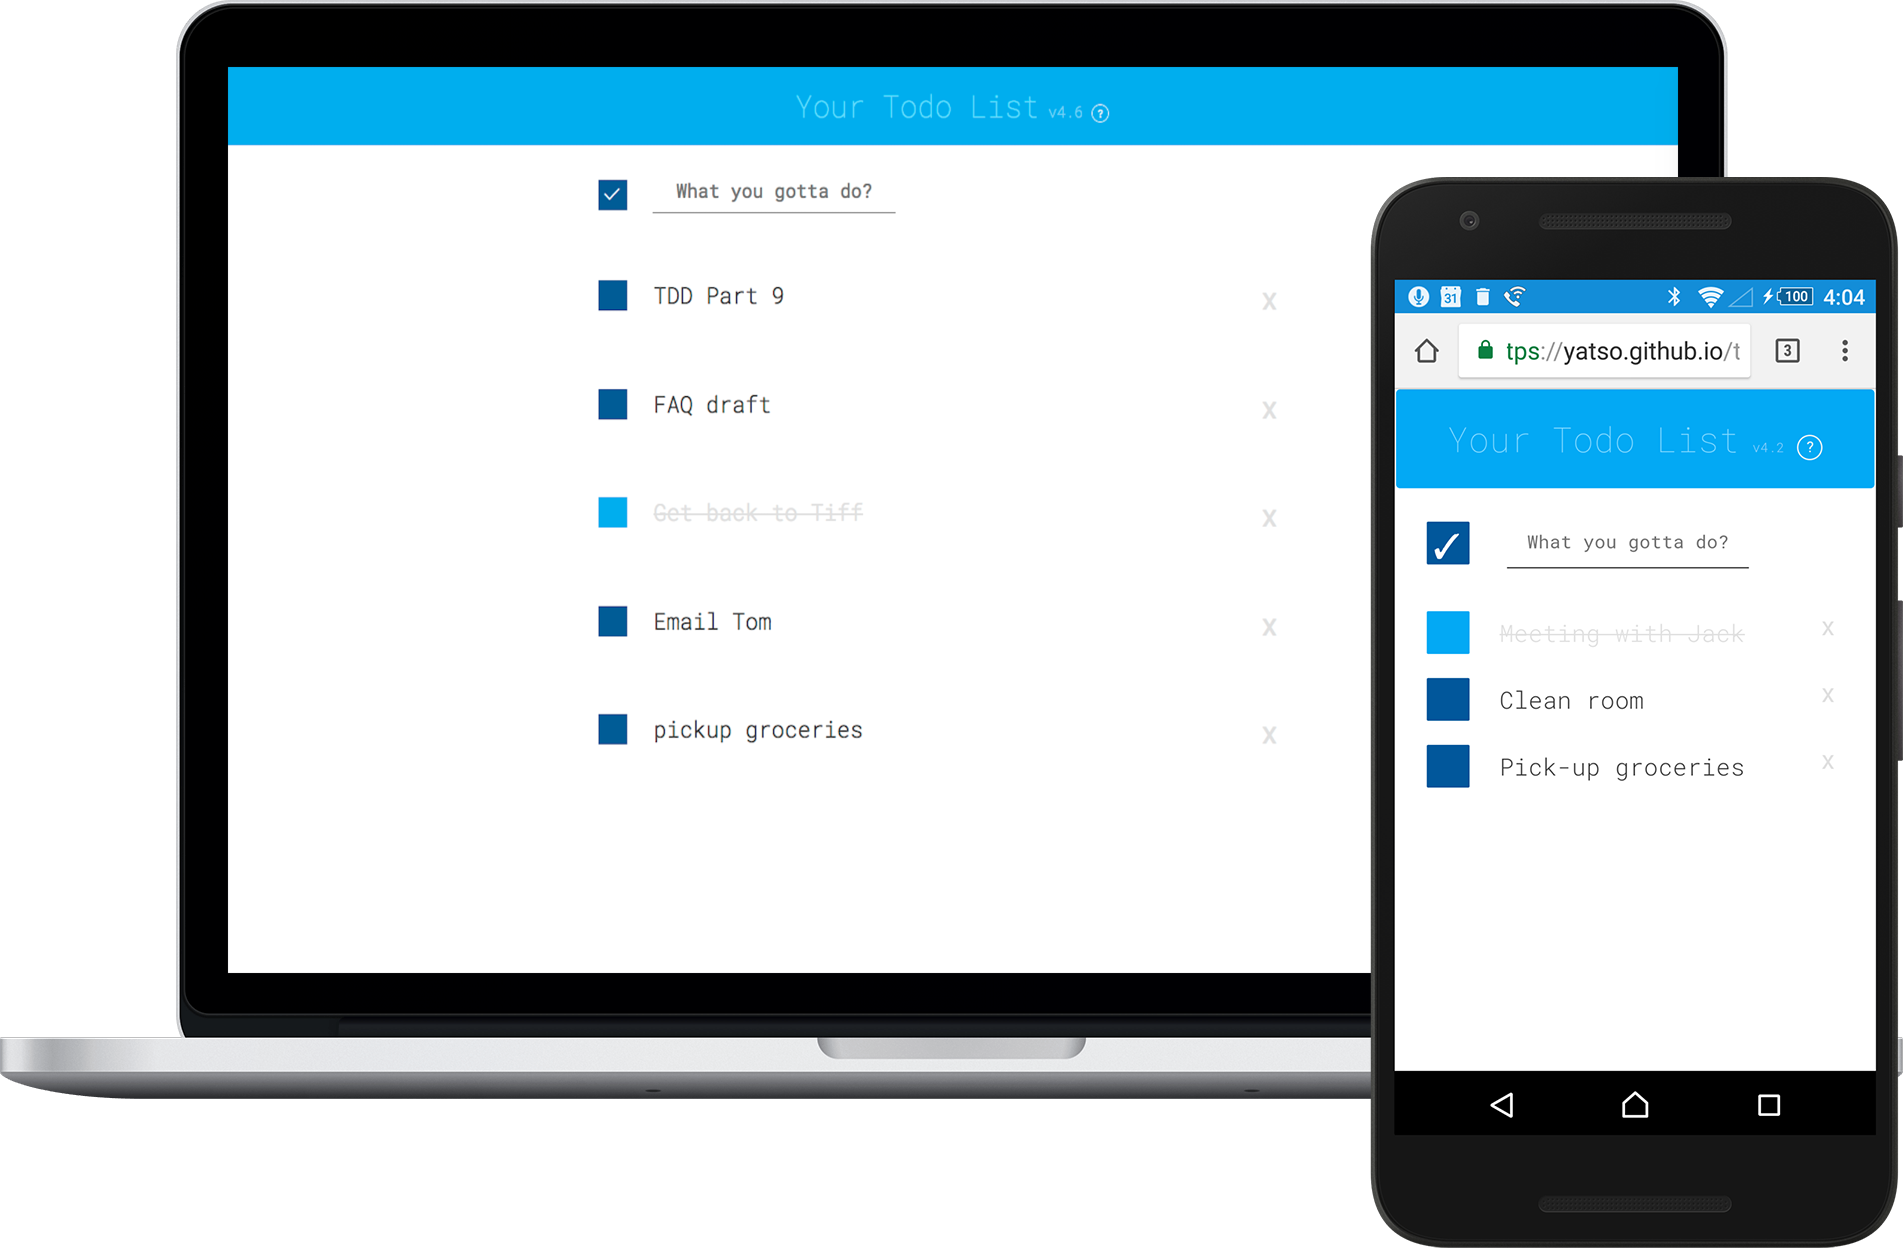 Your Todo List v4.6 ?
What you gotta do?
TDD Part 9
X
FAQ draft
X
Get back to Tiff
X
Email Tom
X
pickup groceries
X
31 100 4:04
tps://yatso.github.io/t 3
Your Todo List v4.2 ?
What you gotta do?
Meeting with Jack
X
Clean room
X
Pick-up groceries
X